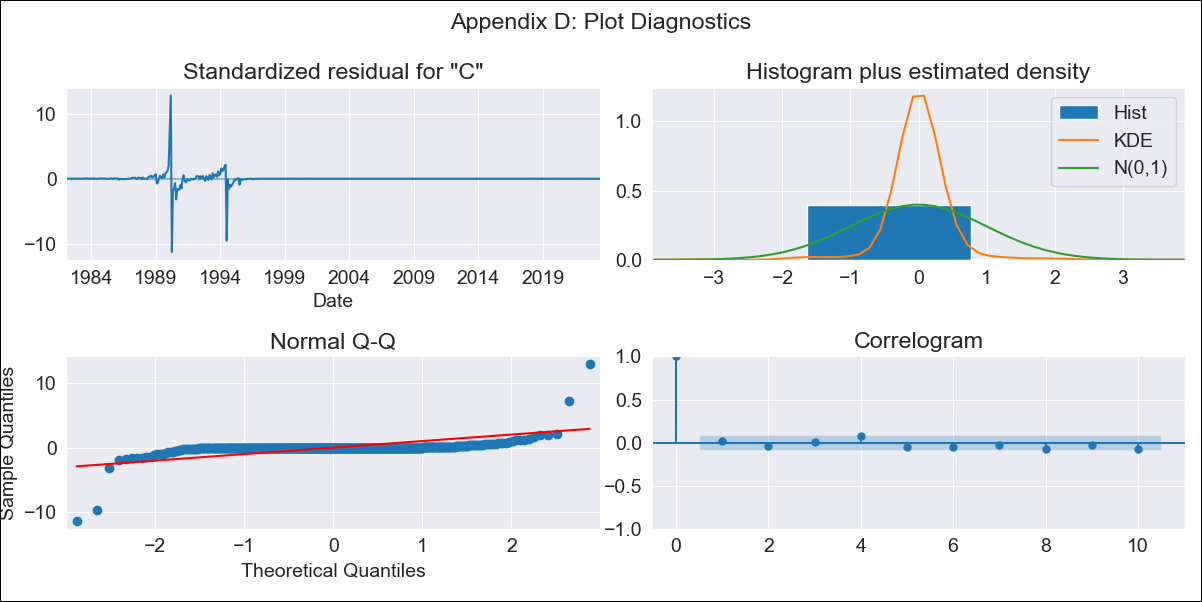 Appendix D: Plot Diagnostics
Standardized residual for "C"
10
0
−10
1984 1989 1994 1999 2004 2009 2014 2019
Date
Histogram plus estimated density
1.0
0.5
0.0
Hist
KDE
N(0,1)
−3 −2 −1 0 1 2 3
Normal Q-Q
Sample Quantiles
10
0
−10
−2 −1 0 1 2
Theoretical Quantiles
Correlogram
1.0
0.5
0.0
−0.5
−1.0
0 2 4 6 8 10